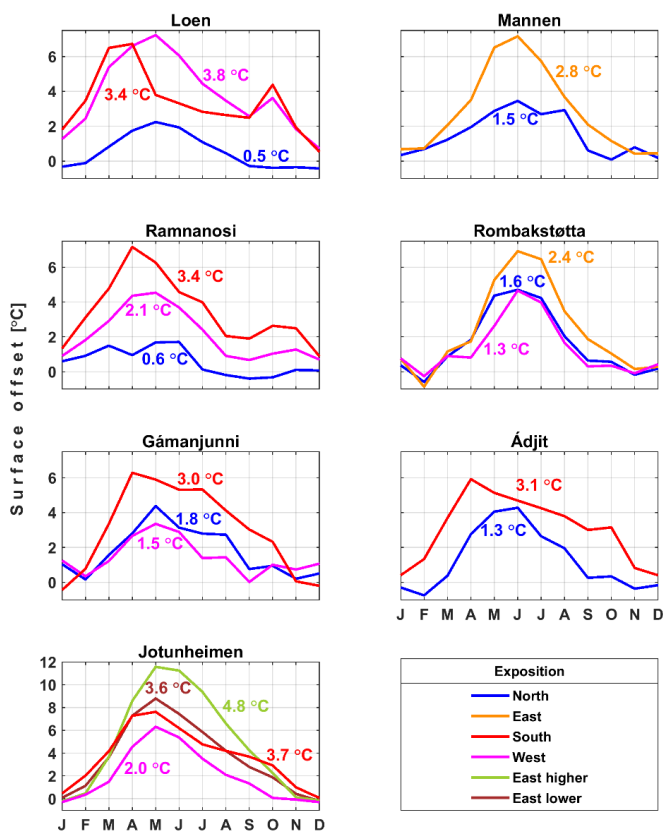 Loen
Mannen
6
4
2
0
3.8 °C
3.4 °C
0.5 °C
2.8 °C
1.5 °C
Ramnanosi
Rombakstøtta
6
4
2
0
3.4 °C
2.1 °C
0.6 °C
2.4 °C
1.6 °C
1.3 °C
Surface offset [°C]
Gámanjunni
Ádjit
6
4
2
0
3.0 °C
1.8 °C
1.5 °C
3.1 °C
1.3 °C
J F M A M J J A S O N D
Jotunheimen
12
10
8
6
4
2
0
3.6 °C
4.8 °C
3.7 °C
2.0 °C
J F M A M J J A S O N D
Exposition
North
East
South
West
East higher
East lower